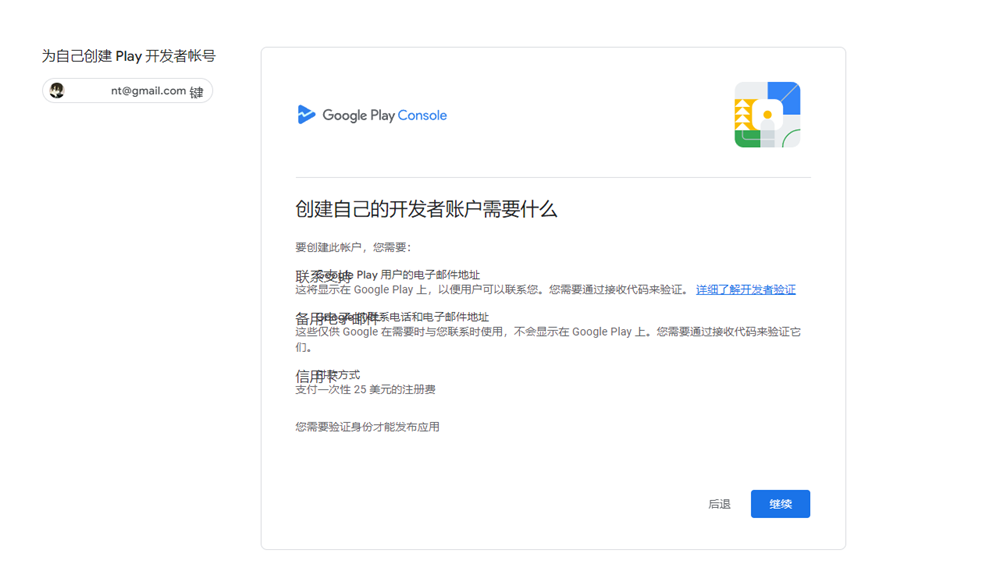 为自己创建 Play 开发者帐号
nt@gmail.com 键
Google Play Console
创建自己的开发者账户需要什么
要创建此帐户，您需要：
联系支持 Google Play 用户的电子邮件地址
这将显示在 Google Play 上，以便用户可以联系您。您需要通过接收代码来验证。 详细了解开发者验证
备用电子邮件 联系电话和电子邮件地址
这些仅供 Google 在需要时与您联系时使用，不会显示在 Google Play 上。您需要通过接收代码来验证它
们。
信用卡 付款方式
支付一次性 25 美元的注册费
您需要验证身份才能发布应用
后退
继续